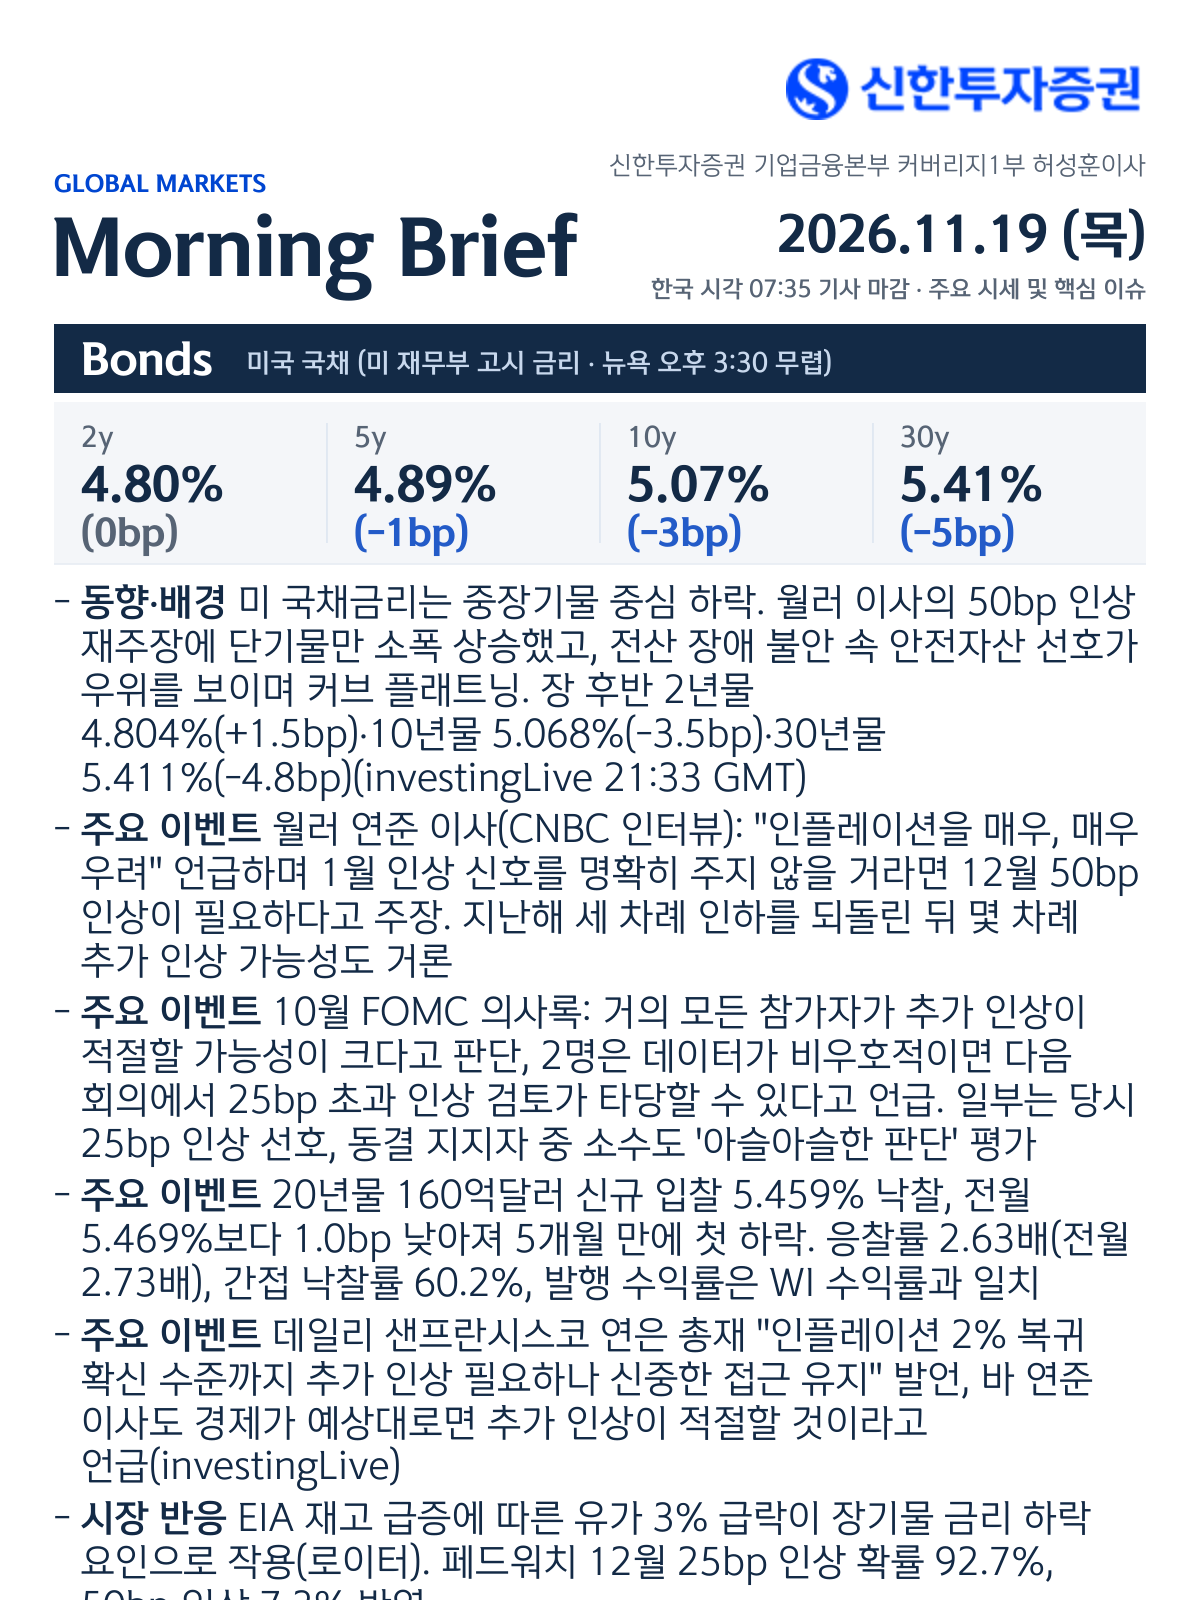 신한투자증권
신한투자증권 기업금융본부 커버리지1부 허성훈이사
GLOBAL MARKETS
Morning Brief
2026.11.19 (목)
한국 시각 07:35 기사 마감 · 주요 시세 및 핵심 이슈
Bonds 미국 국채 (미 재무부 고시 금리 · 뉴욕 오후 3:30 무렵)
2y 5y 10y 30y
4.80% 4.89% 5.07% 5.41%
(0bp) (-1bp) (-3bp) (-5bp)
- 동향·배경 미 국채금리는 중장기물 중심 하락. 월러 이사의 50bp 인상
재주장에 단기물만 소폭 상승했고, 전산 장애 불안 속 안전자산 선호가
우위를 보이며 커브 플래트닝. 장 후반 2년물
4.804%(+1.5bp)·10년물 5.068%(-3.5bp)·30년물
5.411%(-4.8bp)(investingLive 21:33 GMT)
- 주요 이벤트 월러 연준 이사(CNBC 인터뷰): "인플레이션을 매우, 매우
우려" 언급하며 1월 인상 신호를 명확히 주지 않을 거라면 12월 50bp
인상이 필요하다고 주장. 지난해 세 차례 인하를 되돌린 뒤 몇 차례
추가 인상 가능성도 거론
- 주요 이벤트 10월 FOMC 의사록: 거의 모든 참가자가 추가 인상이
적절할 가능성이 크다고 판단, 2명은 데이터가 비우호적이면 다음
회의에서 25bp 초과 인상 검토가 타당할 수 있다고 언급. 일부는 당시
25bp 인상 선호, 동결 지지자 중 소수도 '아슬아슬한 판단' 평가
- 주요 이벤트 20년물 160억달러 신규 입찰 5.459% 낙찰, 전월
5.469%보다 1.0bp 낮아져 5개월 만에 첫 하락. 응찰률 2.63배(전월
2.73배), 간접 낙찰률 60.2%, 발행 수익률은 WI 수익률과 일치
- 주요 이벤트 데일리 샌프란시스코 연은 총재 "인플레이션 2% 복귀
확신 수준까지 추가 인상 필요하나 신중한 접근 유지" 발언, 바 연준
이사도 경제가 예상대로면 추가 인상이 적절할 것이라고
언급(investingLive)
- 시장 반응 EIA 재고 급증에 따른 유가 3% 급락이 장기물 금리 하락
요인으로 작용(로이터). 페드워치 12월 25bp 인상 확률 92.7%,